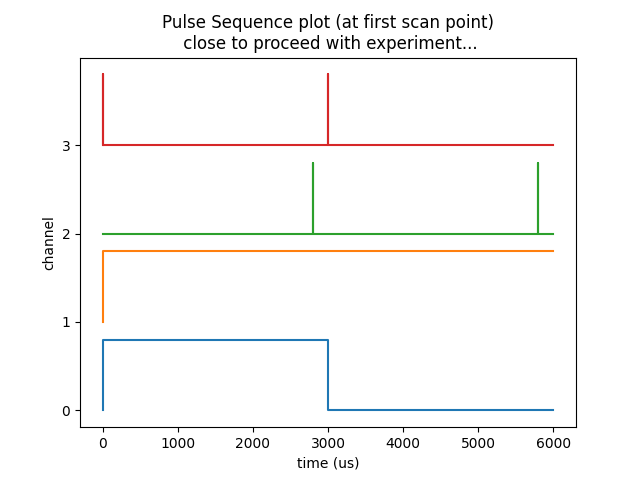 Pulse Sequence plot (at first scan point)
close to proceed with experiment...
3
2
1
0
channel
0 1000 2000 3000 4000 5000 6000
time (us)